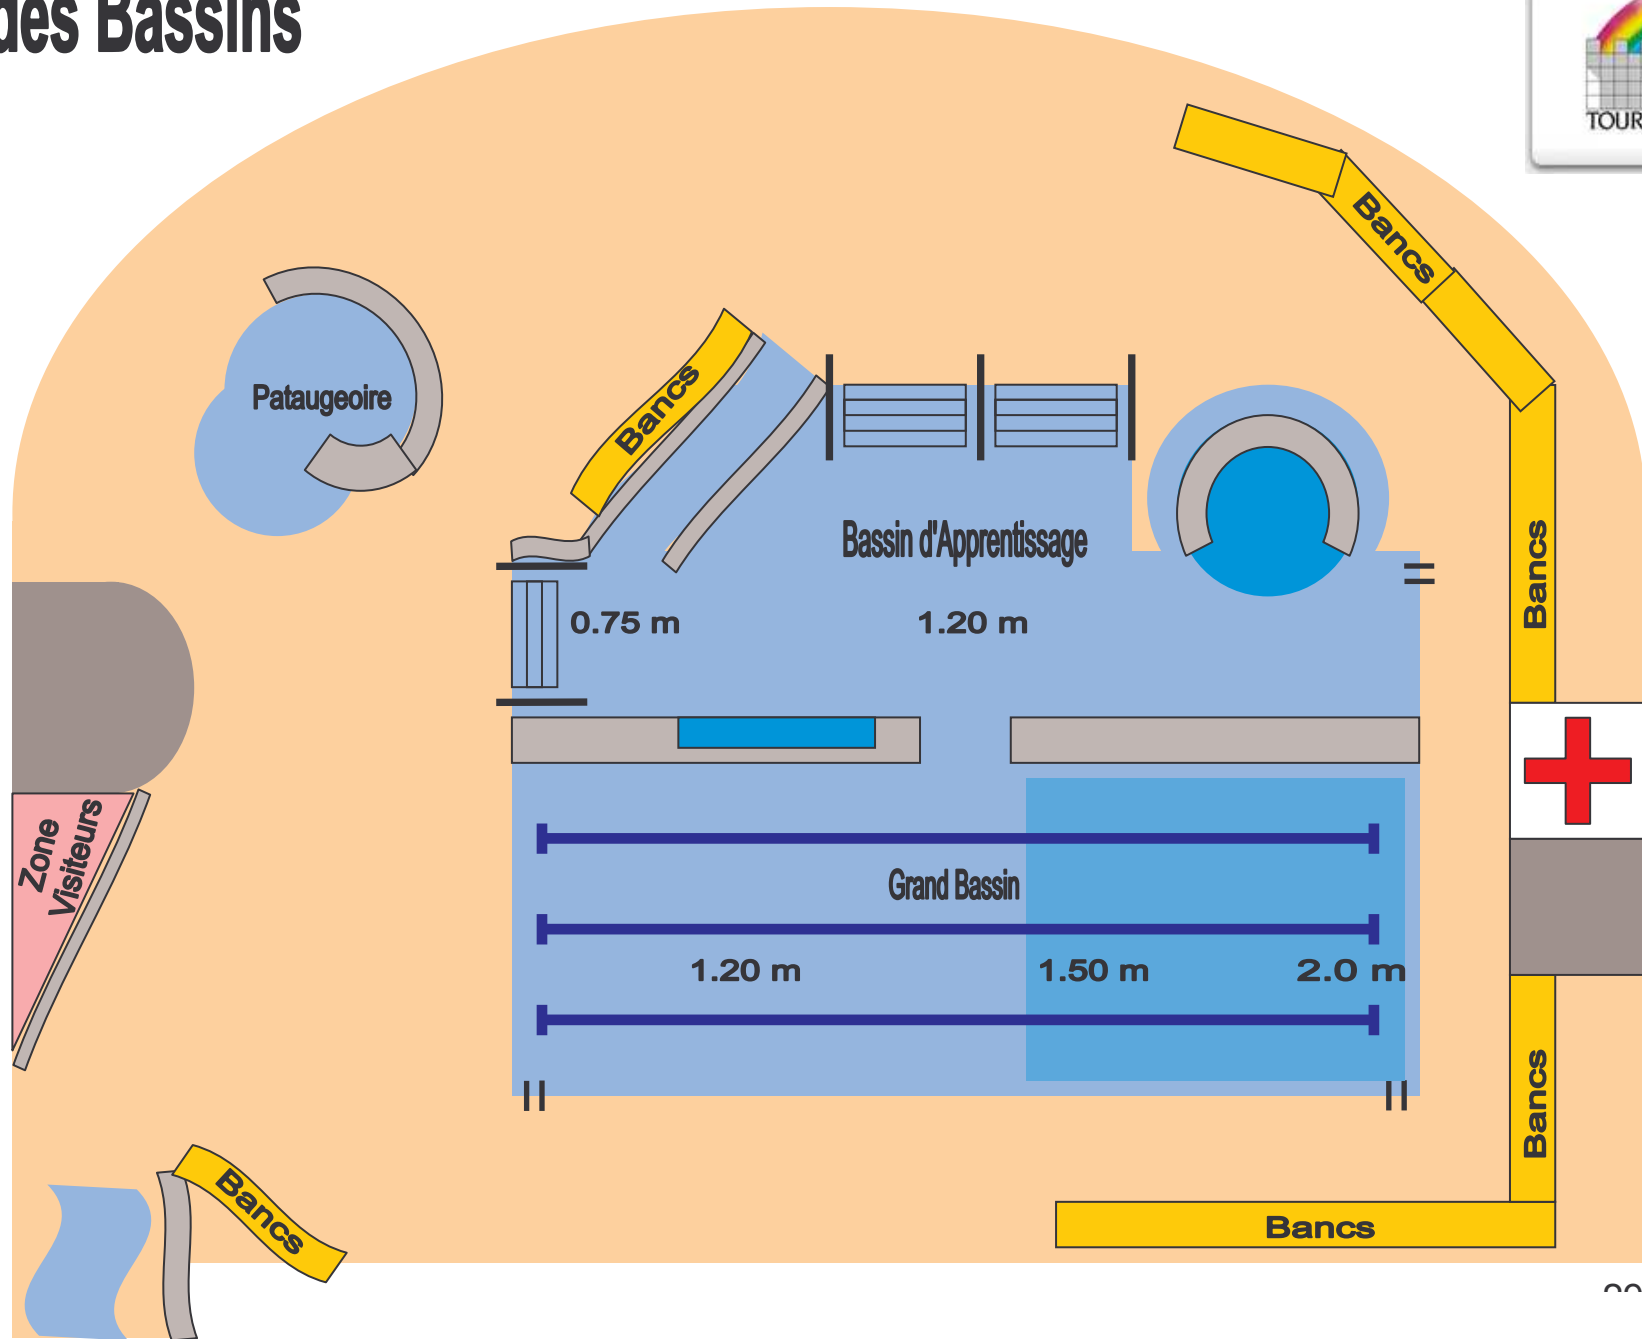 des Bassins
TOUR
Bancs
Pataugeoire
Bancs
Bassin d'Apprentissage
Bancs
0.75 m
1.20 m
Zone
Visiteurs
Grand Bassin
1.20 m
1.50 m
2.0 m
Bancs
Bancs
Bancs